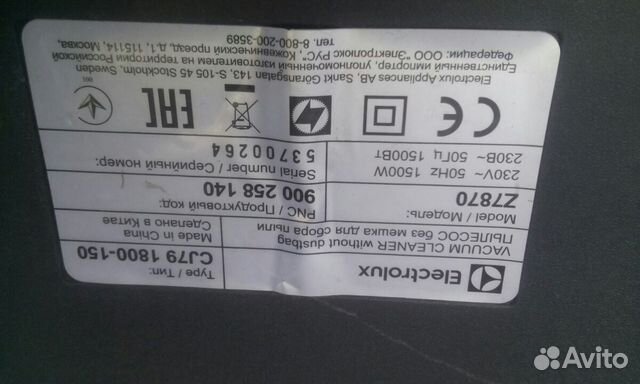 Electrolux
Type / Тип:
CJ79 1800-150
VACUUM CLEANER without dustbag
ПЫЛЕСОС без мешка для сбора пыли
Made in China
Сделано в Китае
Model / Модель:
Z7870
PNC / Продуктовый код:
900 258 140
230V~ 50Hz 1500W
230В~ 50Гц 1500Вт
Serial number / Серийный номер:
53700264
CE
EAC
001
Electrolux Appliances AB, Sankt Göransgatan 143, S-105 45 Stockholm, Sweden
Единственный, уполномоченный изготовителем на территории Российской
Федерации, импортер, ООО "Электролюкс РУС", Кожевнический проезд, д.1, 115114, Москва,
тел. 8-800-200-3589
Avito